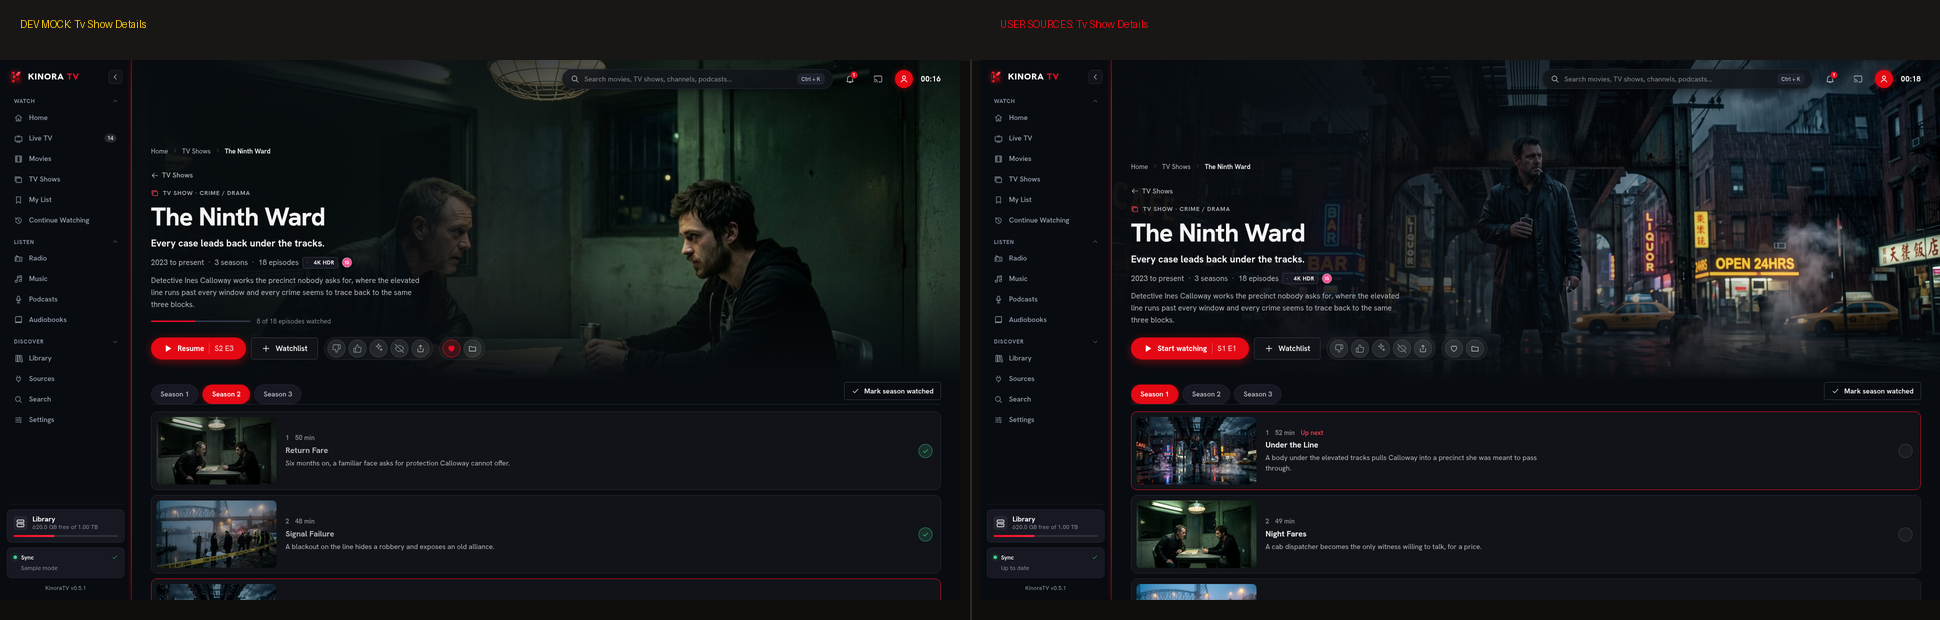 DEV MOCK: Tv Show Details
KINORA TV
Search movies, TV shows, channels, podcasts...
Ctrl + K
1
00:16
WATCH
Home
Live TV
14
Movies
TV Shows
My List
Continue Watching
LISTEN
Radio
Music
Podcasts
Audiobooks
DISCOVER
Library
Sources
Search
Settings
Library
620.0 GB free of 1.00 TB
Sync
Sample mode
KinoraTV v0.5.1
Home
TV Shows
The Ninth Ward
TV Shows
TV SHOW · CRIME / DRAMA
The Ninth Ward
Every case leads back under the tracks.
2023 to present · 3 seasons · 18 episodes 4K HDR 15
Detective Ines Calloway works the precinct nobody asks for, where the elevated
line runs past every window and every crime seems to trace back to the same
three blocks.
8 of 18 episodes watched
Resume S2 E3
Watchlist
Season 1
Season 2
Season 3
Mark season watched
1 50 min
Return Fare
Six months on, a familiar face asks for protection Calloway cannot offer.
2 48 min
Signal Failure
A blackout on the line hides a robbery and exposes an old alliance.
USER SOURCES: Tv Show Details
KINORA TV
Search movies, TV shows, channels, podcasts...
Ctrl + K
1
00:18
WATCH
Home
Live TV
Movies
TV Shows
My List
Continue Watching
LISTEN
Radio
Music
Podcasts
Audiobooks
DISCOVER
Library
Sources
Search
Settings
Library
620.0 GB free of 1.00 TB
Sync
Up to date
KinoraTV v0.5.1
Home
TV Shows
The Ninth Ward
TV Shows
TV SHOW · CRIME / DRAMA
The Ninth Ward
Every case leads back under the tracks.
2023 to present · 3 seasons · 18 episodes 4K HDR 15
Detective Ines Calloway works the precinct nobody asks for, where the elevated
line runs past every window and every crime seems to trace back to the same
three blocks.
LIQUOR
BAR
BAR
LIQUOR
OPEN 24HRS
Start watching S1 E1
Watchlist
Season 1
Season 2
Season 3
Mark season watched
1 52 min Up next
Under the Line
A body under the elevated tracks pulls Calloway into a precinct she was meant to pass
through.
2 49 min
Night Fares
A cab dispatcher becomes the only witness willing to talk, for a price.